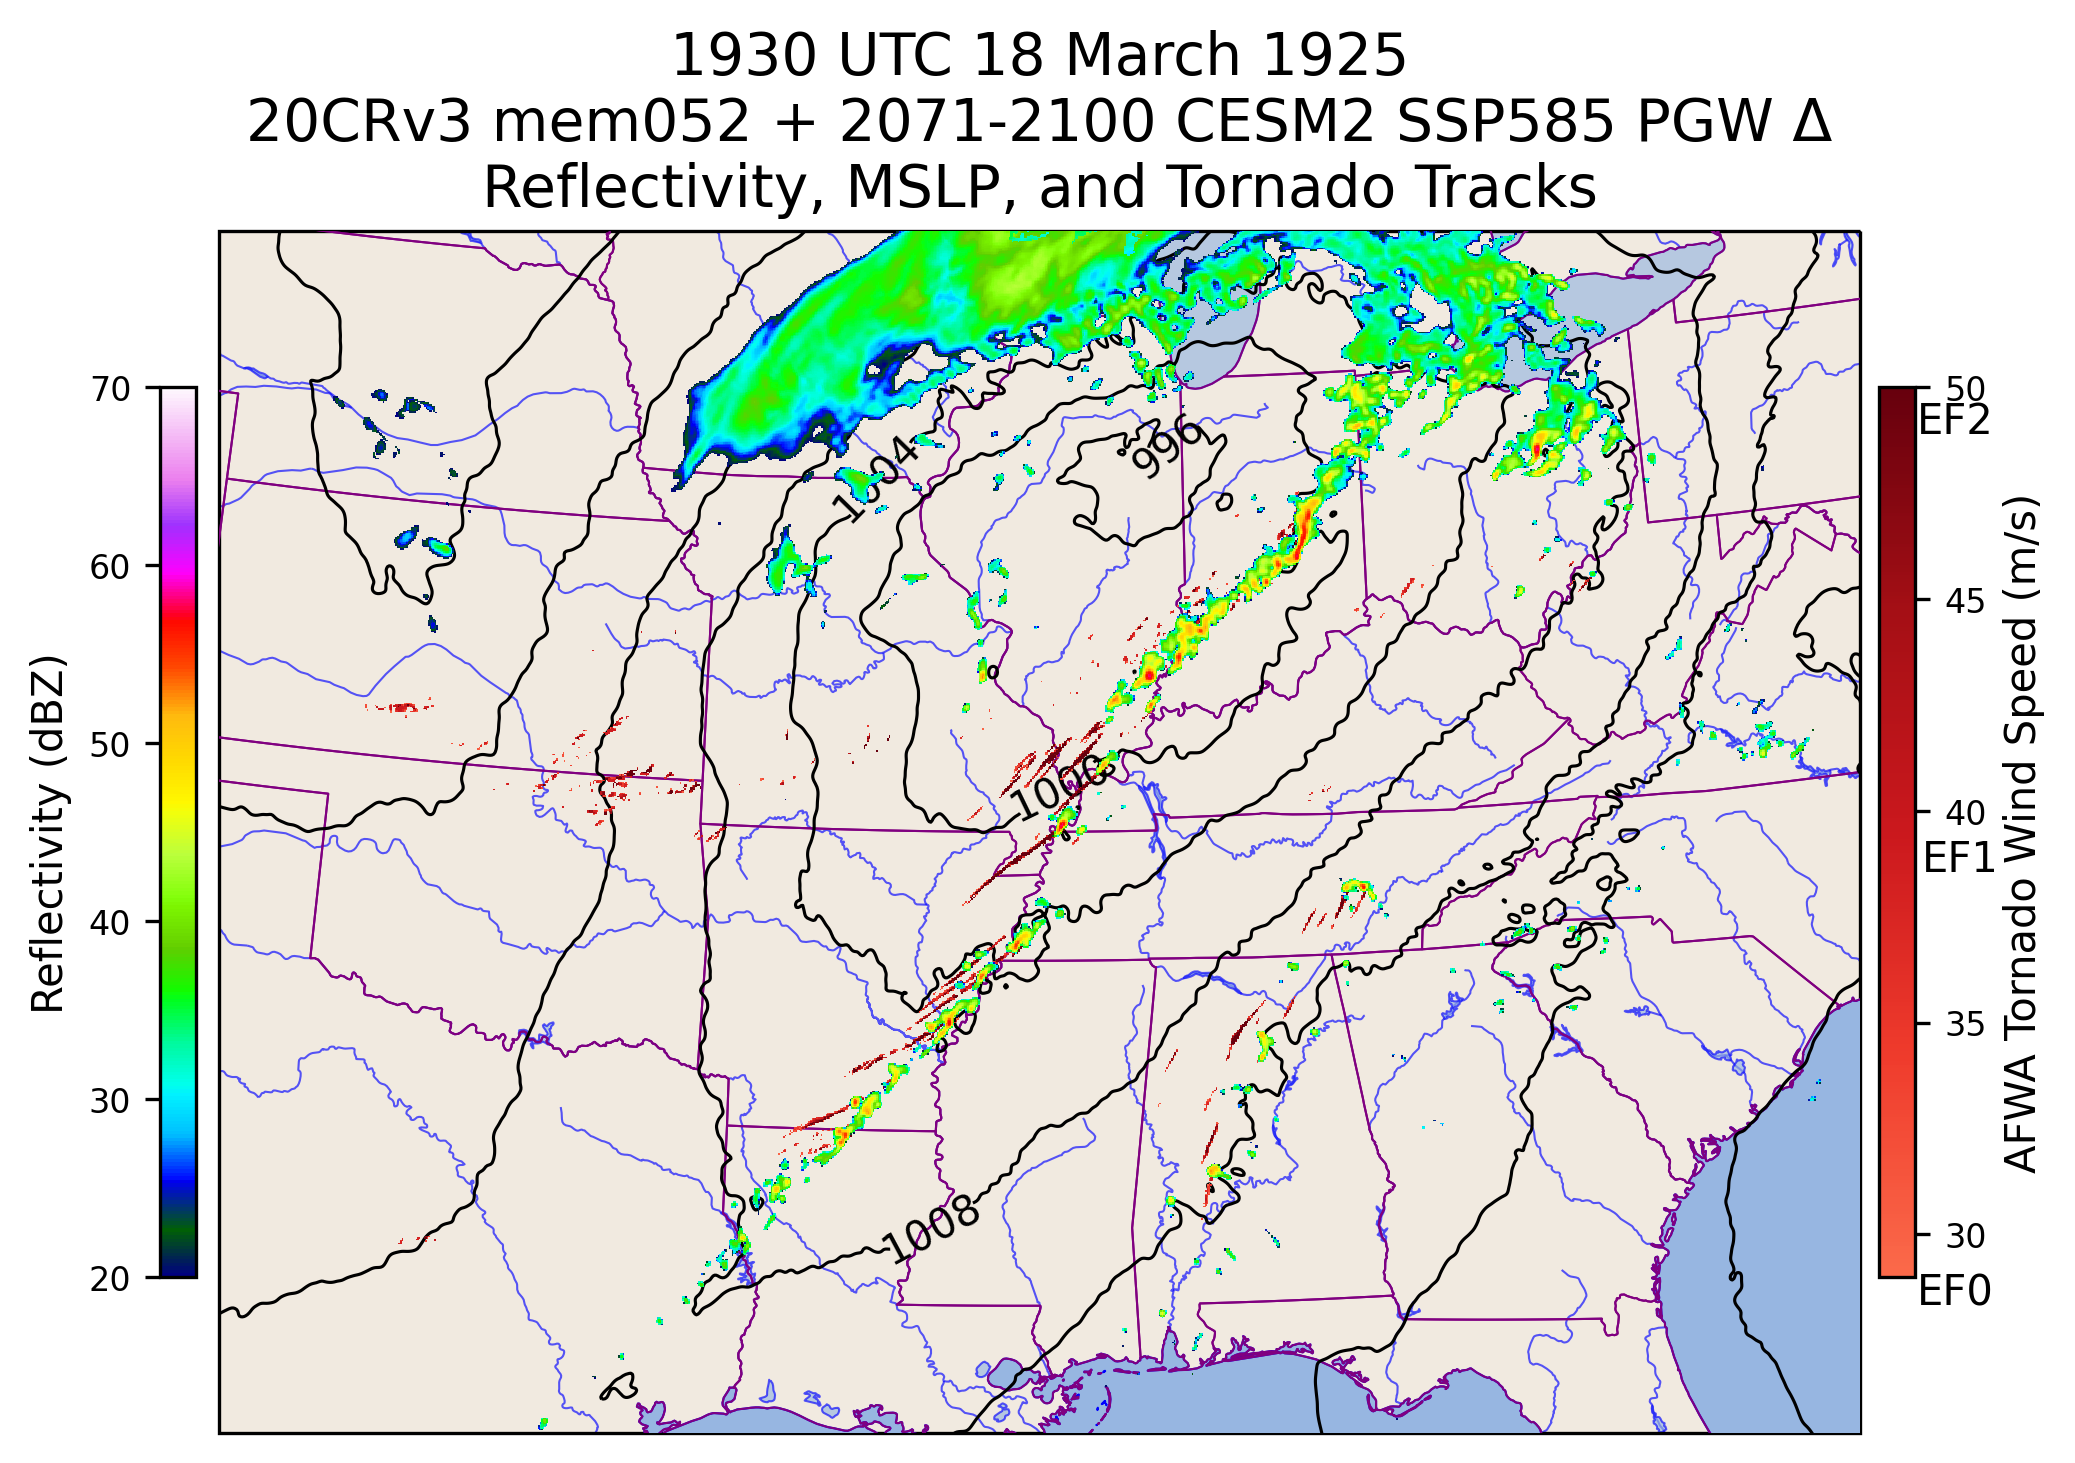 1930 UTC 18 March 1925
20CRv3 mem052 + 2071-2100 CESM2 SSP585 PGW Δ
Reflectivity, MSLP, and Tornado Tracks
70
60
50
40
30
20
Reflectivity (dBZ)
1004
996
1000
1008
50
EF2
45
40
EF1
35
30
EF0
AFWA Tornado Wind Speed (m/s)